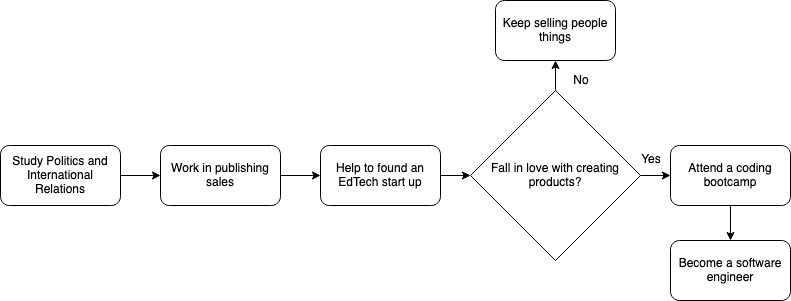 Keep selling people
things
No
Study Politics and
International
Relations
Work in publishing
sales
Help to found an
EdTech start up
Fall in love with creating
products?
Yes
Attend a coding
bootcamp
Become a software
engineer